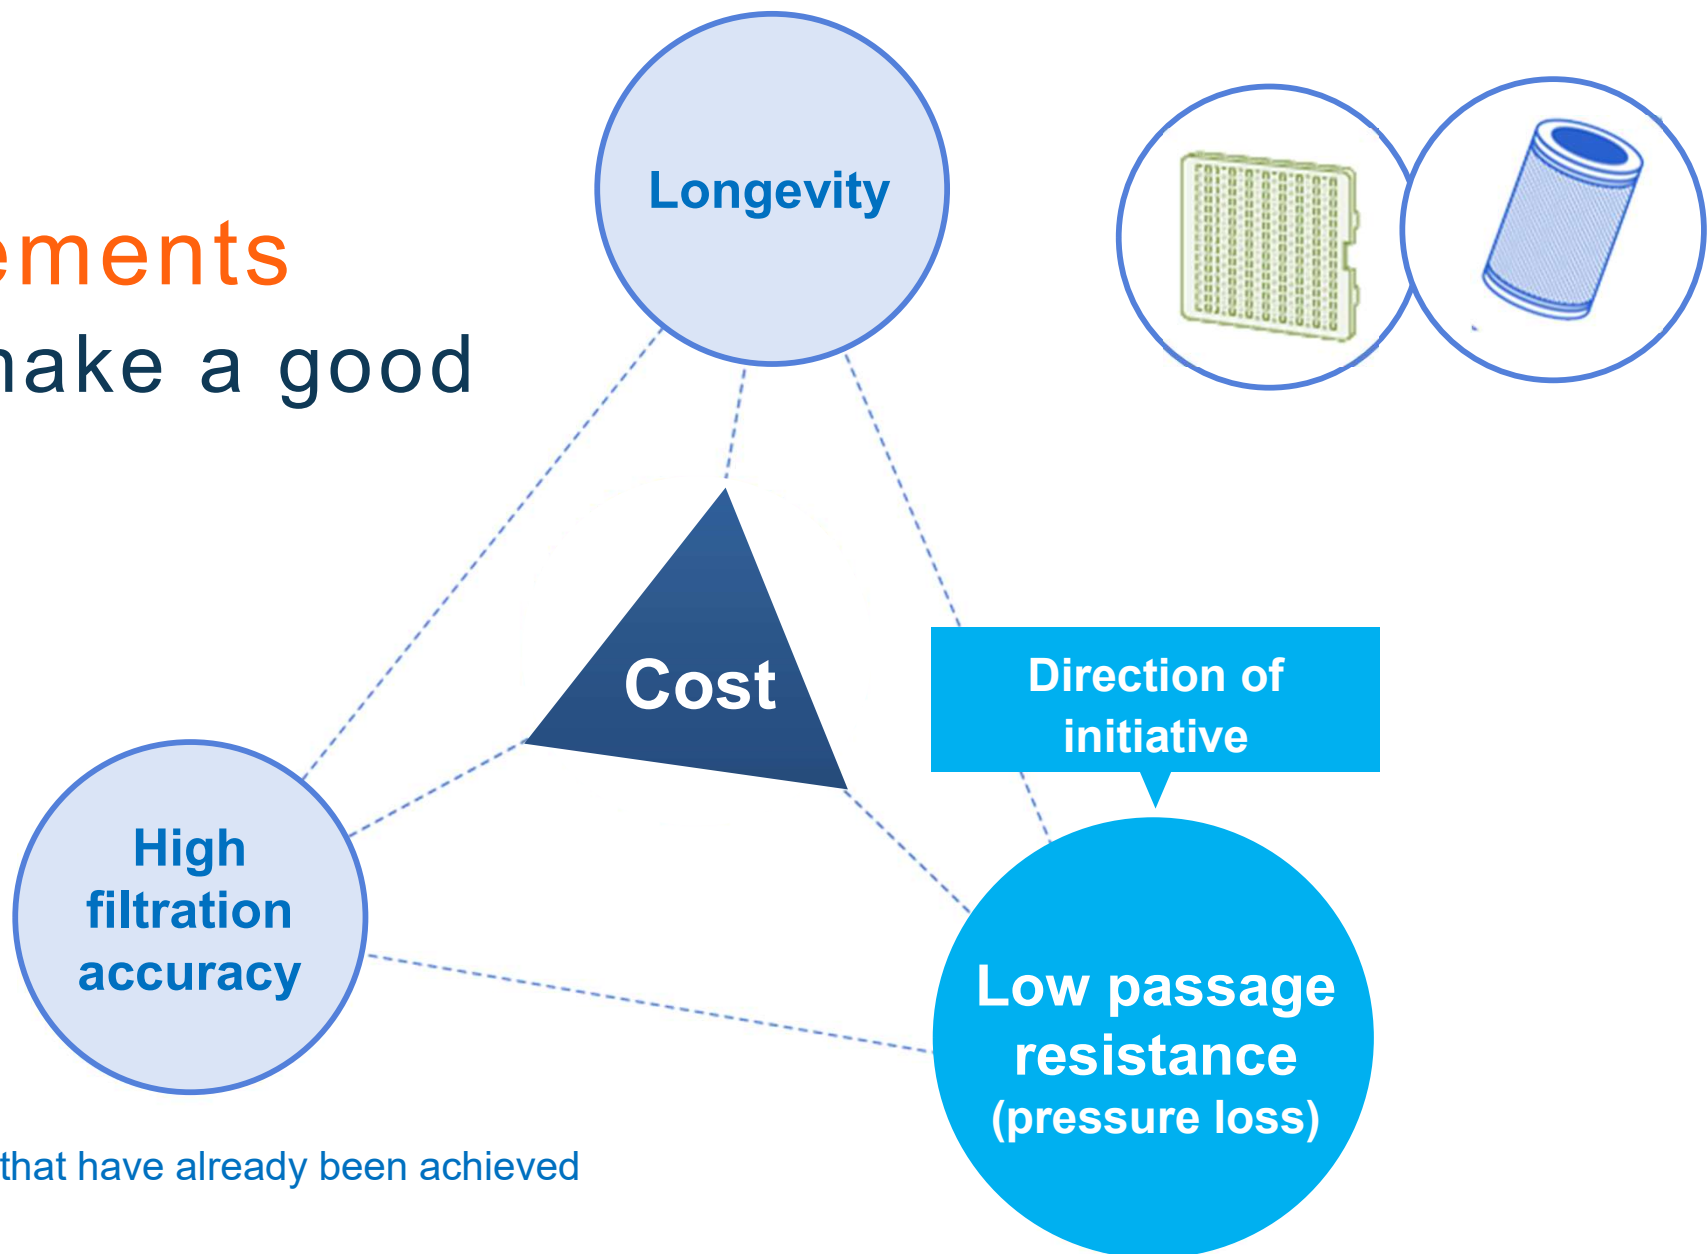 Longevity
ements
make a good
Cost
Direction of
initiative
High
filtration
accuracy
Low passage
resistance
(pressure loss)
that have already been achieved